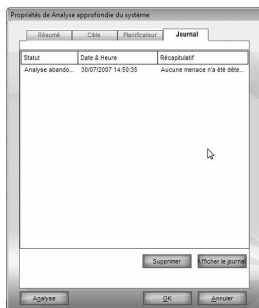 Propriétés de Analyse approfondie du système
Résumé Cible Planificateur Journal
Statut Date & Heure Récapitulatif
Analyse abando... 30/07/2007 14:50:35 Aucune menace n'a été déte...
Supprimer Afficher le journal
Analyse OK Annuler